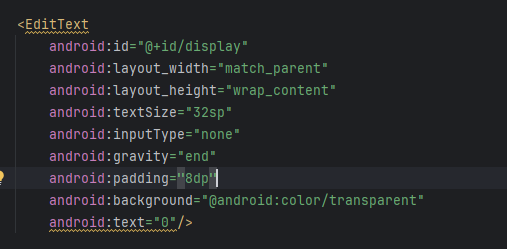 <EditText
android:id="@+id/display"
android:layout_width="match_parent"
android:layout_height="wrap_content"
android:textSize="32sp"
android:inputType="none"
android:gravity="end"
android:padding="8dp"
android:background="@android:color/transparent"
android:text="0"/>